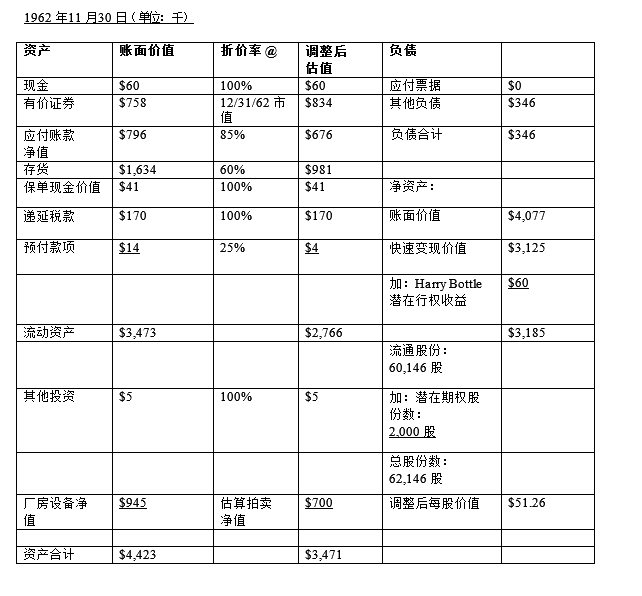 1962 年11 月30 日 ( 单位: 千)
资产 账面价值 折价率 @ 调整后 负债
估值
现金 $60 100% $60 应付票据 $0
有价证券 $758 12/31/62 市 $834 其他负债 $346
值
应付账款 $796 85% $676 负债合计 $346
净值
存货 $1,634 60% $981
保单现金价值 $41 100% $41 净资产:
递延税款 $170 100% $170 账面价值 $4,077
预付款项 $14 25% $4 快速变现价值 $3,125
加: Harry Bottle $60
潜在行权收益
流动资产 $3,473 $2,766 $3,185
流通股份:
60,146 股
其他投资 $5 100% $5 加: 潜在期权股
份数:
2,000 股
总股份数:
62,146 股
厂房设备净 $945 估算拍卖 $700 调整后每股价值 $51.26
值 净值
资产合计 $4,423 $3,471